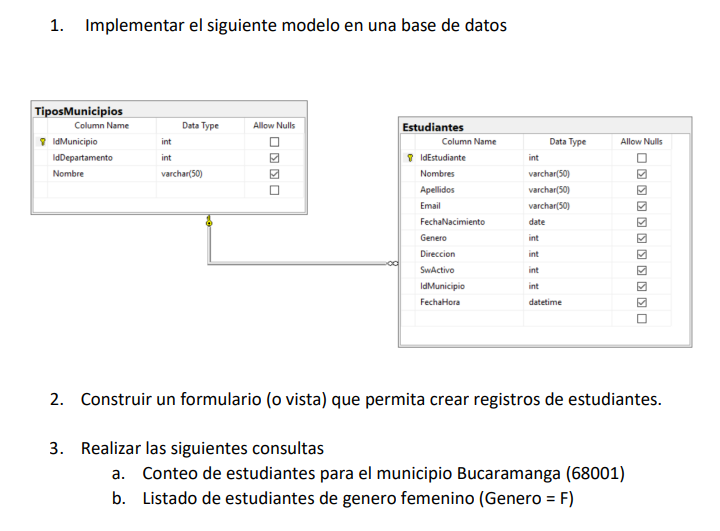 1. Implementar el siguiente modelo en una base de datos
TiposMunicipios
Column Name Data Type Allow Nulls
IdMunicipio int
IdDepartamento int
Nombre varchar(50)
Estudiantes
Column Name Data Type Allow Nulls
IdEstudiante int
Nombres varchar(50)
Apellidos varchar(50)
Email varchar(50)
FechaNacimiento date
Genero int
Direccion int
SwActivo int
IdMunicipio int
FechaHora datetime
2. Construir un formulario (o vista) que permita crear registros de estudiantes.
3. Realizar las siguientes consultas
a. Conteo de estudiantes para el municipio Bucaramanga (68001)
b. Listado de estudiantes de genero femenino (Genero = F)